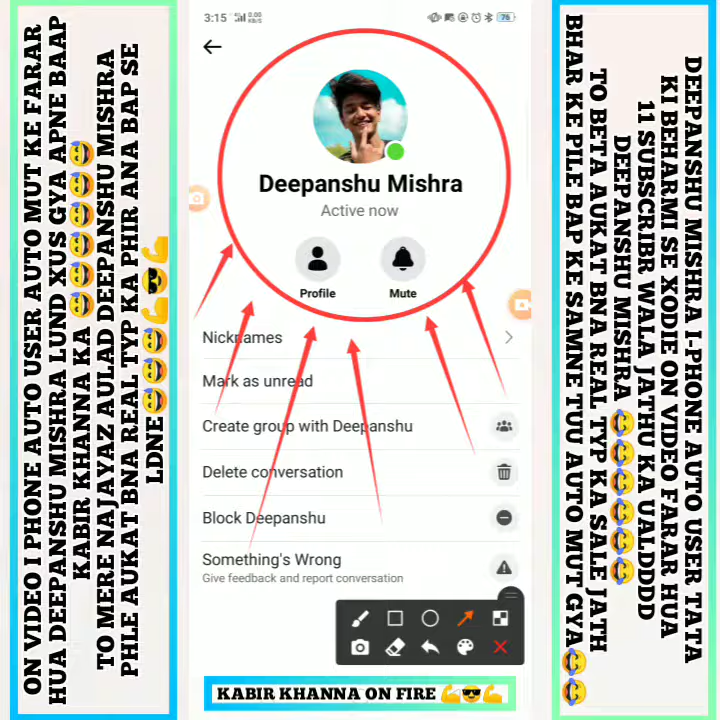 ON VIDEO I PHONE AUTO USER AUTO MUT KE FARAR
HUA DEEPANSHU MISHRA LUND XUS GYA APNE BAAP
KABIR KHANNA KA 😅😅😅😅😅😅
TO MERE NAJAYAZ AULAD DEEPANSHU MISHRA
PHLE AUKAT BNA REAL TYP KA PHIR ANA BAP SE
LDNE😅😅😅💪😎💪
3:15
0.00
KB/S
76
Deepanshu Mishra
Active now
Profile
Mute
Nicknames
Mark as unread
Create group with Deepanshu
Delete conversation
Block Deepanshu
Something's Wrong
Give feedback and report conversation
KABIR KHANNA ON FIRE 💪😎💪
DEEPANSHU MISHRA I-PHONE AUTO USER TATA
KI BEHARMI SE XODIE ON VIDEO FARAR HUA
11 SUBSCRIBR WALA JATHU KA UALDDDD
DEEPANSHU MISHRA 😂😂😂😂😂😂
TO BETA AUKAT BNA REAL TYP KA SALE JATH
BHAR KE PILE BAP KE SAMNE TUU AUTO MUT GYA😂😂